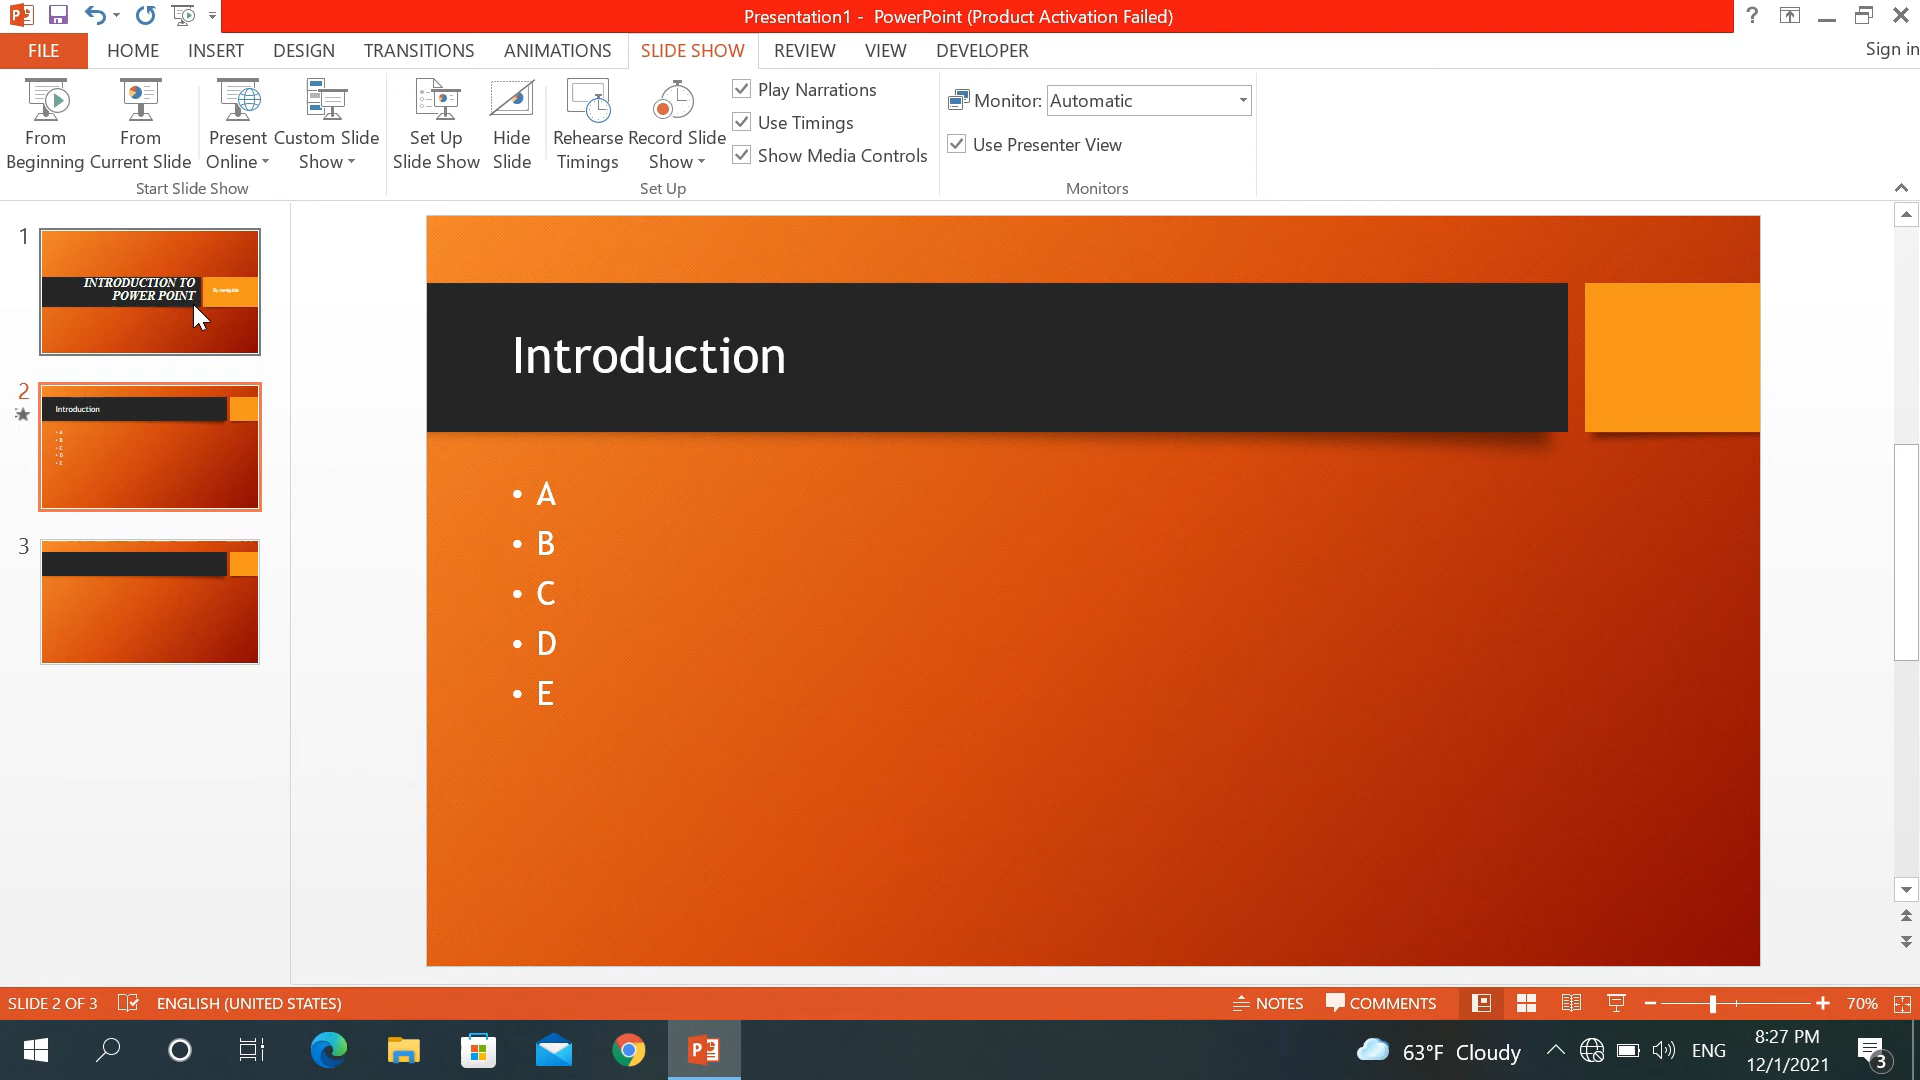 Presentation1 - PowerPoint (Product Activation Failed)
?
FILE HOME INSERT DESIGN TRANSITIONS ANIMATIONS SLIDE SHOW REVIEW VIEW DEVELOPER Sign in
From Beginning
From Current Slide
Present Online
Custom Slide Show
Set Up Slide Show
Hide Slide
Rehearse Timings
Record Slide Show
Play Narrations
Use Timings
Show Media Controls
Monitor: Automatic
Use Presenter View
Start Slide Show
Set Up
Monitors
1
INTRODUCTION TO
POWER POINT
2
Introduction
• A
• B
• C
• D
• E
3
Introduction
• A
• B
• C
• D
• E
SLIDE 2 OF 3 ENGLISH (UNITED STATES) NOTES COMMENTS 70%
63°F Cloudy ENG
8:27 PM
12/1/2021
3